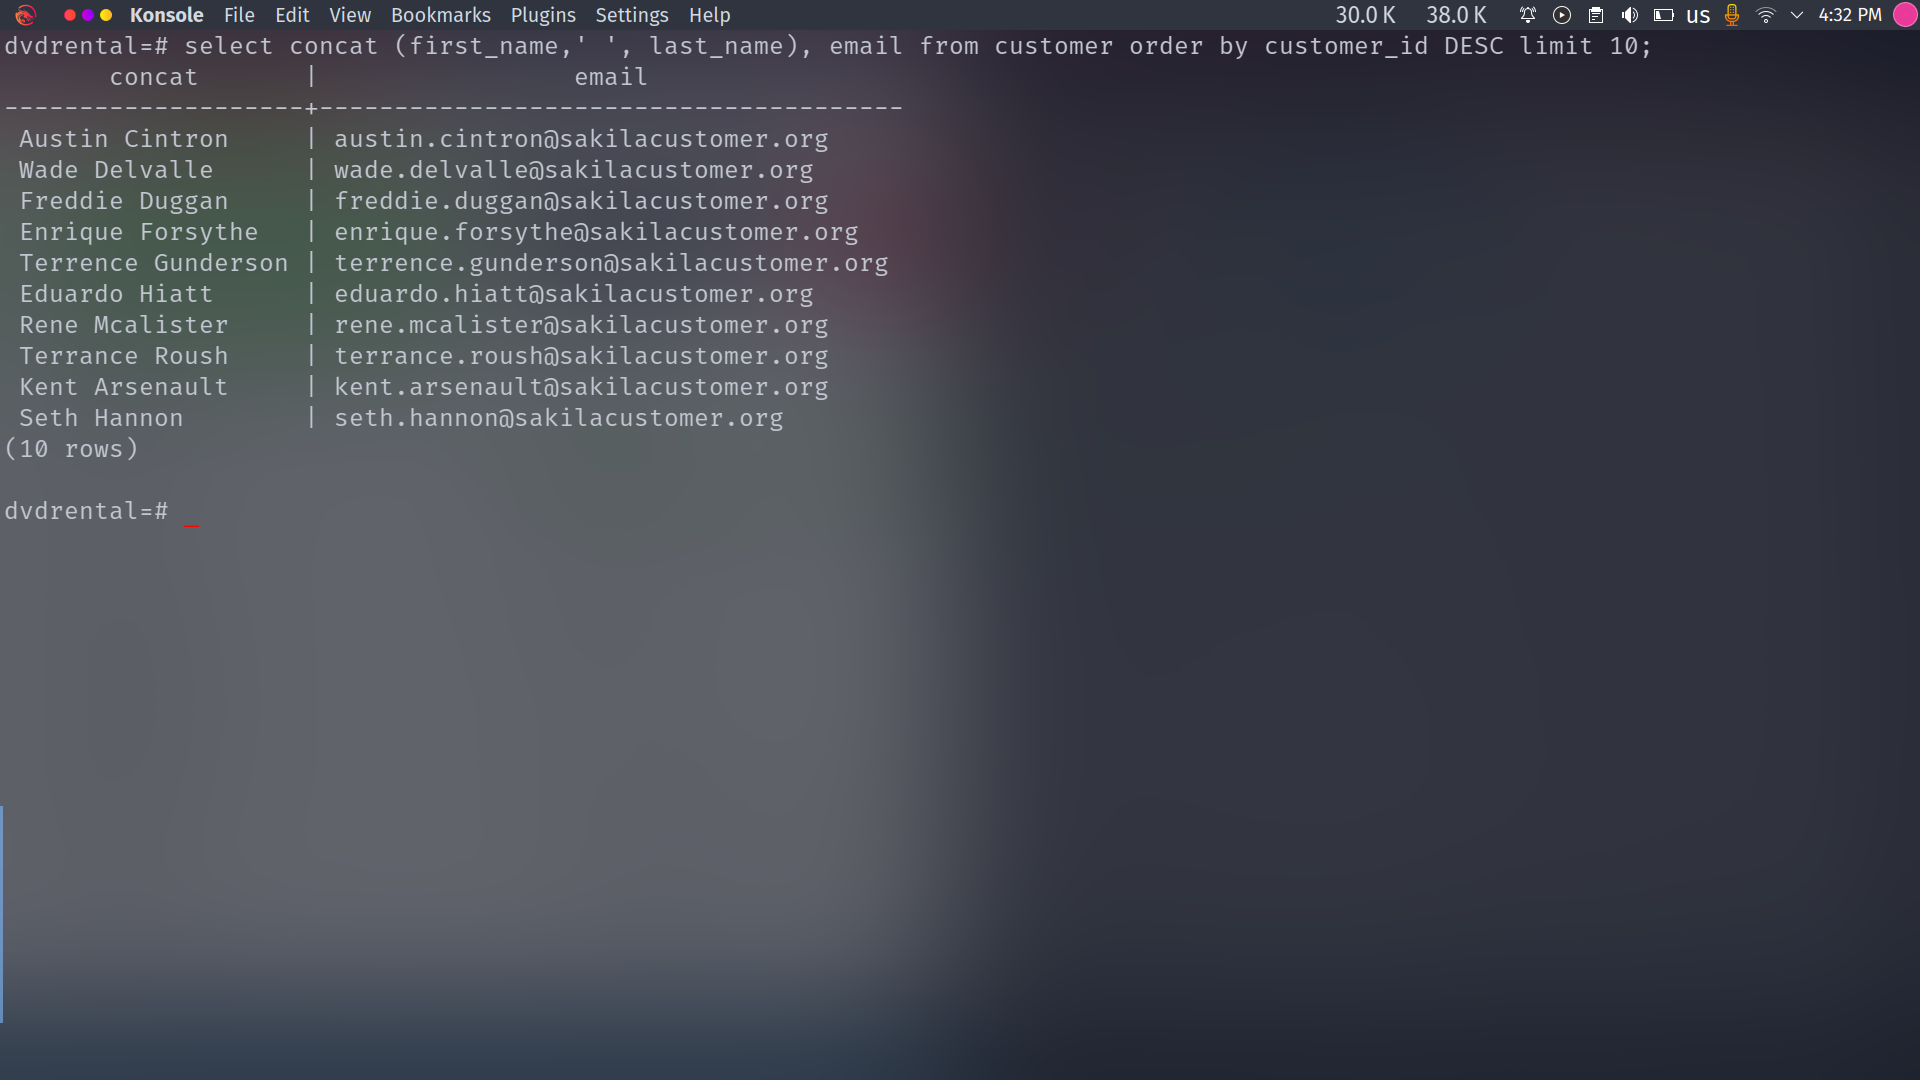 Konsole File Edit View Bookmarks Plugins Settings Help 30.0 K 38.0 K us 4:32 PM
dvdrental=# select concat (first_name,' ', last_name), email from customer order by customer_id DESC limit 10;
       concat       |                 email
--------------------+---------------------------------------
 Austin Cintron     | austin.cintron@sakilacustomer.org
 Wade Delvalle      | wade.delvalle@sakilacustomer.org
 Freddie Duggan     | freddie.duggan@sakilacustomer.org
 Enrique Forsythe   | enrique.forsythe@sakilacustomer.org
 Terrence Gunderson | terrence.gunderson@sakilacustomer.org
 Eduardo Hiatt      | eduardo.hiatt@sakilacustomer.org
 Rene Mcalister     | rene.mcalister@sakilacustomer.org
 Terrance Roush     | terrance.roush@sakilacustomer.org
 Kent Arsenault     | kent.arsenault@sakilacustomer.org
 Seth Hannon        | seth.hannon@sakilacustomer.org
(10 rows)
dvdrental=# _